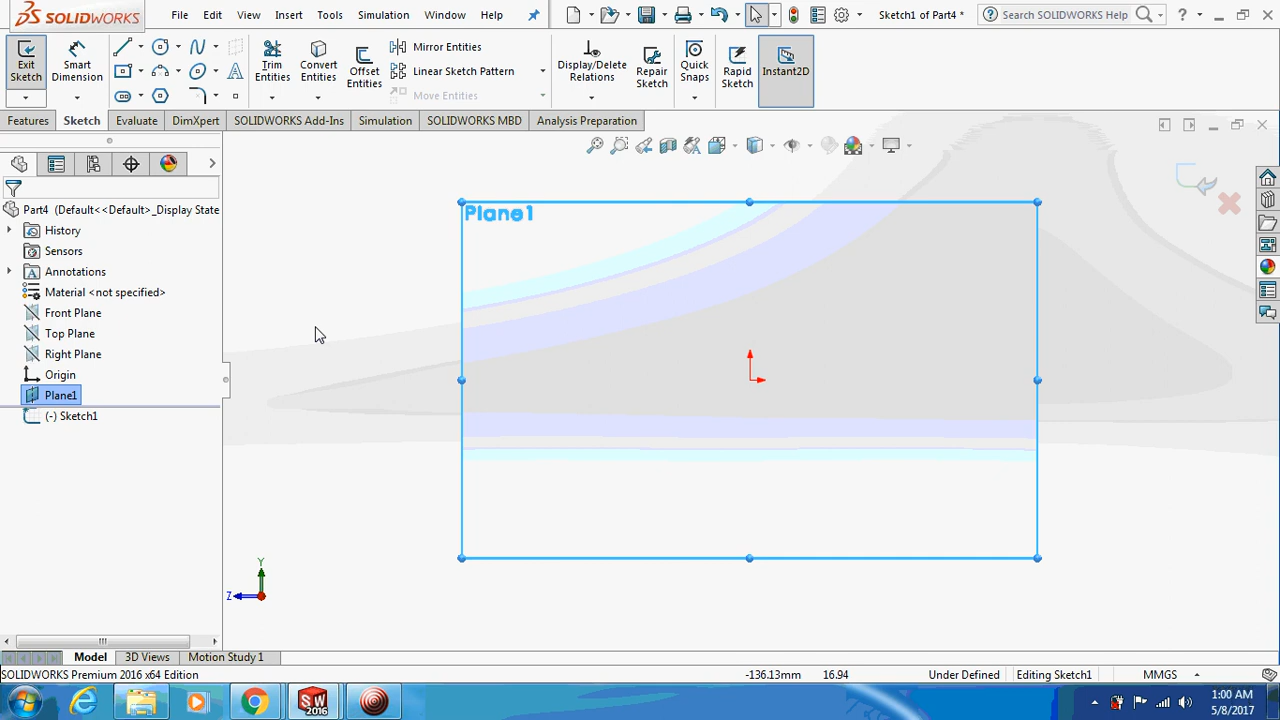 SOLIDWORKS File Edit View Insert Tools Simulation Window Help Sketch1 of Part4 * Search SOLIDWORKS Help
Exit Sketch Smart Dimension Trim Entities Convert Entities Offset Entities Mirror Entities Linear Sketch Pattern Move Entities Display/Delete Relations Repair Sketch Quick Snaps Rapid Sketch Instant2D
Features Sketch Evaluate DimXpert SOLIDWORKS Add-Ins Simulation SOLIDWORKS MBD Analysis Preparation
Part4 (Default<<Default>_Display State
History
Sensors
Annotations
Material <not specified>
Front Plane
Top Plane
Right Plane
Origin
Plane1
(-) Sketch1
Plane1
Y
Z
Model 3D Views Motion Study 1
SOLIDWORKS Premium 2016 x64 Edition -136.13mm 16.94 Under Defined Editing Sketch1 MMGS
SW 2016
1:00 AM
5/8/2017